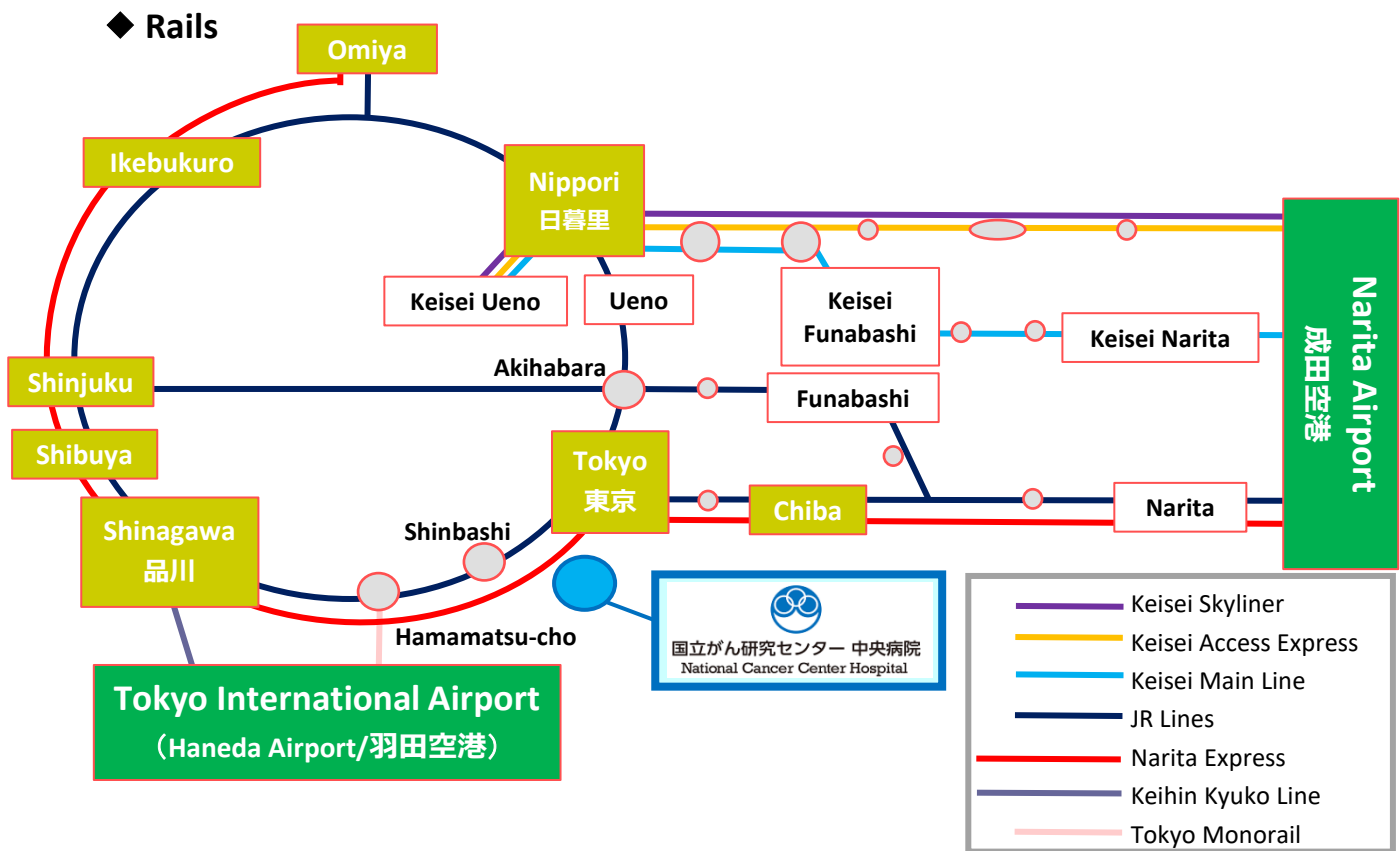 ◆ Rails
Omiya
Ikebukuro
Nippori
日暮里
Keisei Ueno
Ueno
Keisei
Funabashi
Keisei Narita
Narita Airport
成田空港
Akihabara
Shinjuku
Funabashi
Shibuya
Tokyo
東京
Chiba
Narita
Shinagawa
品川
Shinbashi
Hamamatsu-cho
国立がん研究センター 中央病院
National Cancer Center Hospital
Tokyo International Airport
（Haneda Airport/羽田空港）
Keisei Skyliner
Keisei Access Express
Keisei Main Line
JR Lines
Narita Express
Keihin Kyuko Line
Tokyo Monorail